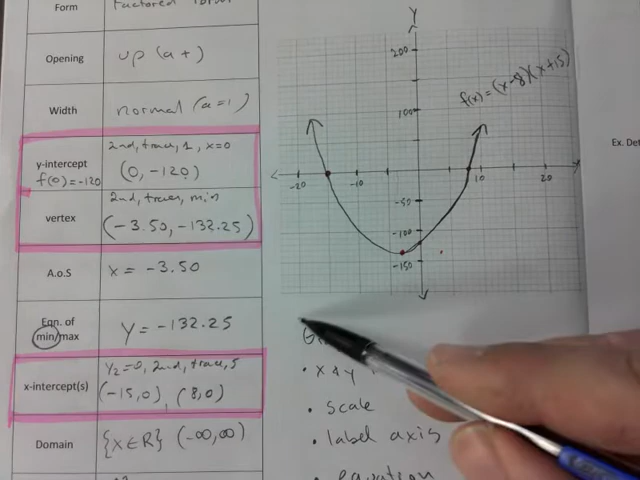 Form
Factored form
Opening
up (a+)
Width
normal (a=1)
y-intercept
f(0)=-120
2nd, trace, 1, x=0
(0, -120)
vertex
2nd, trace, min
(-3.50, -132.25)
A.o.S
x = -3.50
Eqn. of
min/max
y = -132.25
x-intercept(s)
Y₂=0, 2nd, trace, 5
(-15,0), (8,0)
Domain
{x∈R} (-∞,∞)
Y
200
100
f(x)=(x-8)(x+15)
-20
10
20
-50
-100
-150
• x & y
• scale
• label axis
• equation
Ex. Det